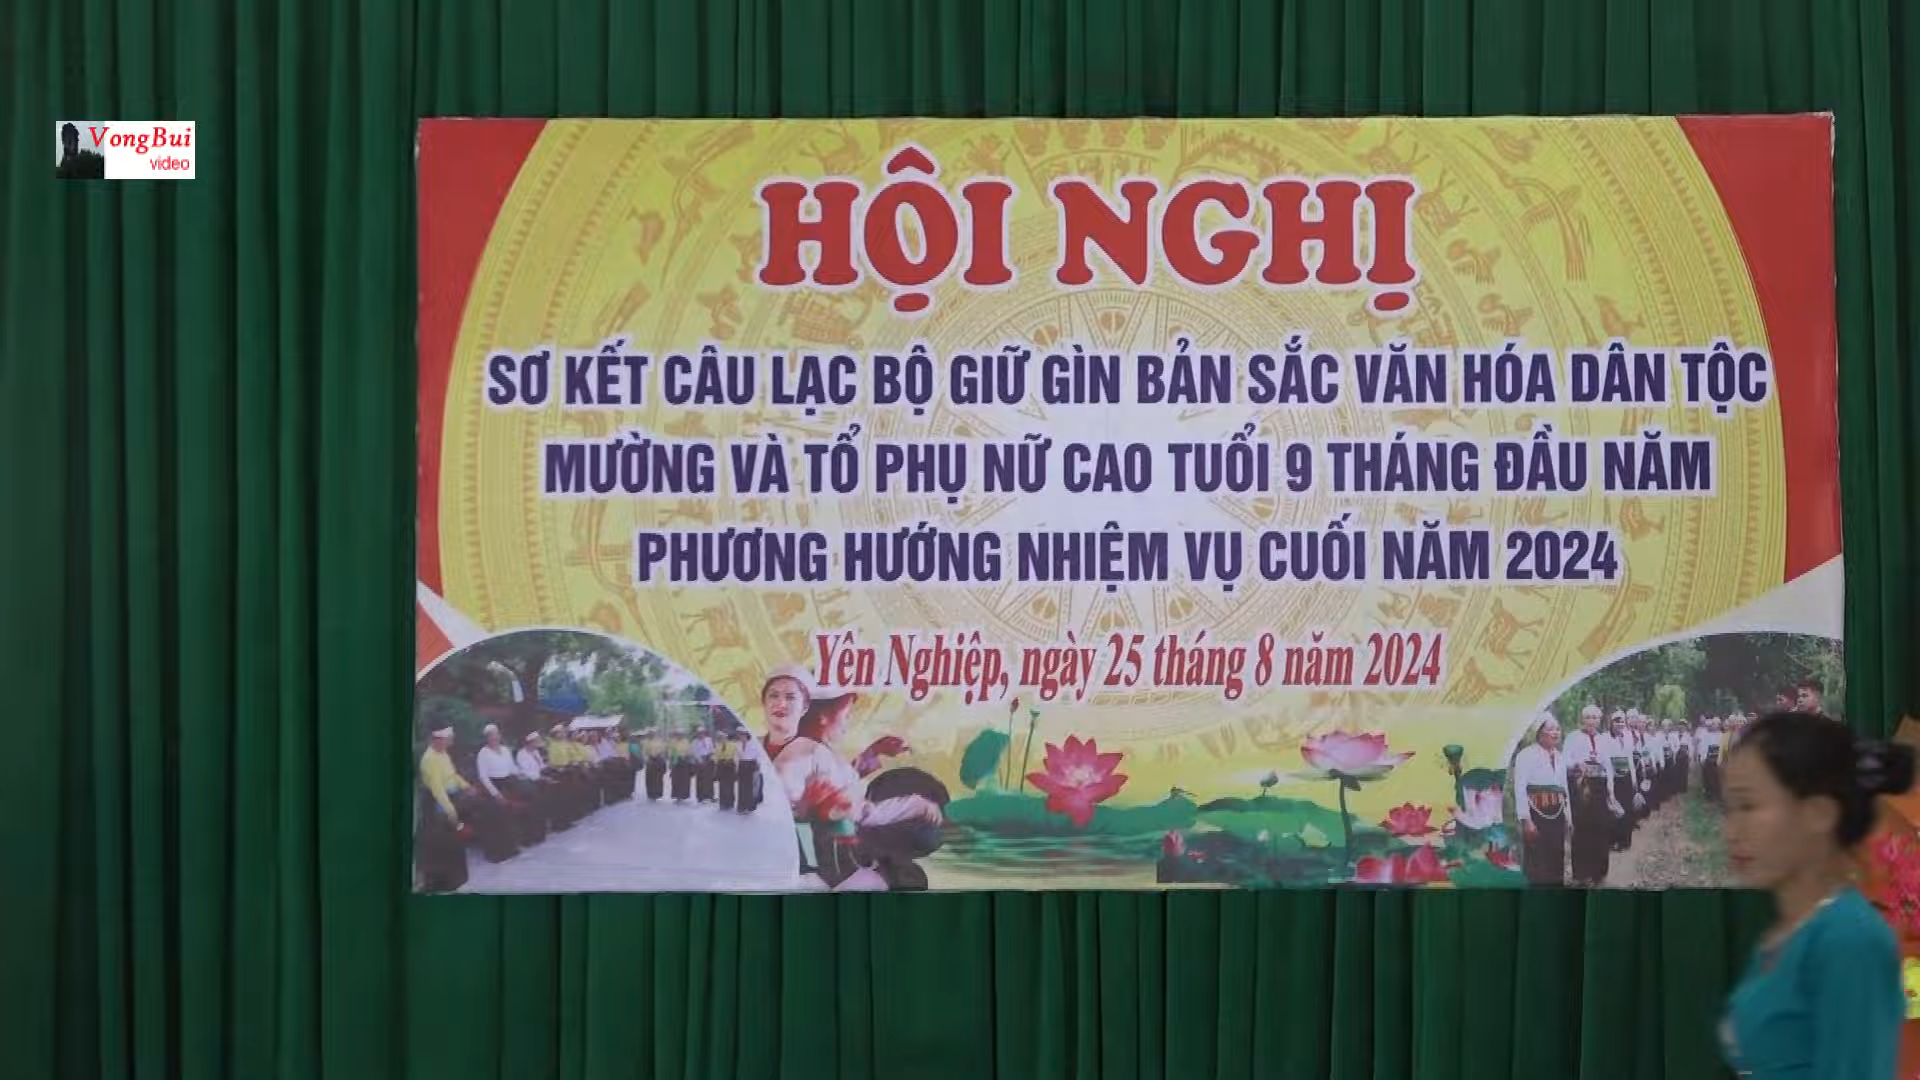 VongBui
video
HỘI NGHỊ
SƠ KẾT CÂU LẠC BỘ GIỮ GÌN BẢN SẮC VĂN HÓA DÂN TỘC
MƯỜNG VÀ TỔ PHỤ NỮ CAO TUỔI 9 THÁNG ĐẦU NĂM
PHƯƠNG HƯỚNG NHIỆM VỤ CUỐI NĂM 2024
Yên Nghiệp, ngày 25 tháng 8 năm 2024